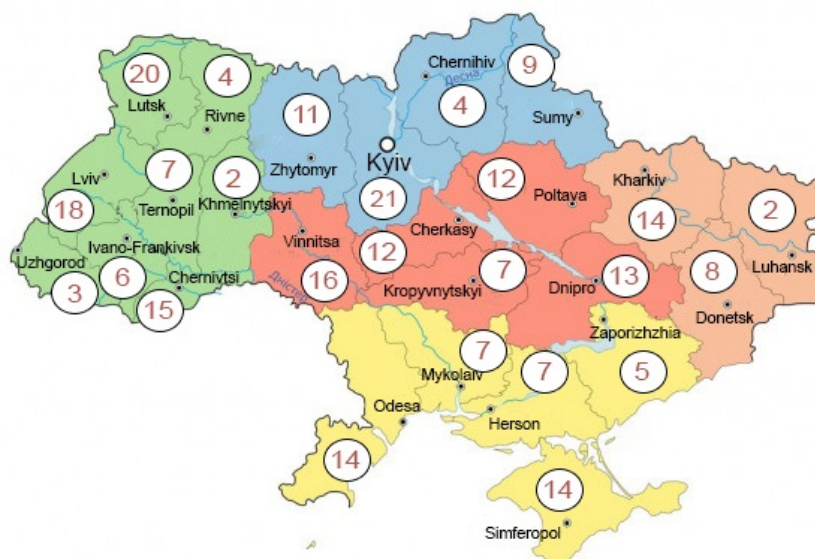 Chernihiv
9
20
4
Десна
4
11
Lutsk
Rivne
Sumy
Kyiv
Zhytomyr
12
Kharkiv
7
2
Lviv
Poltava
21
Ternopil
Khmelnytskyi
18
14
2
Cherkasy
Vinnitsa
Ivano-Frankivsk
12
Uzhgorod
Luhansk
6
16
7
13
8
Chernivtsi
Kropyvnytskyi
Dnipro
3
15
Дністер
Donetsk
Zaporizhzhia
7
7
5
Mykolaiv
Odesa
Herson
14
14
Simferopol